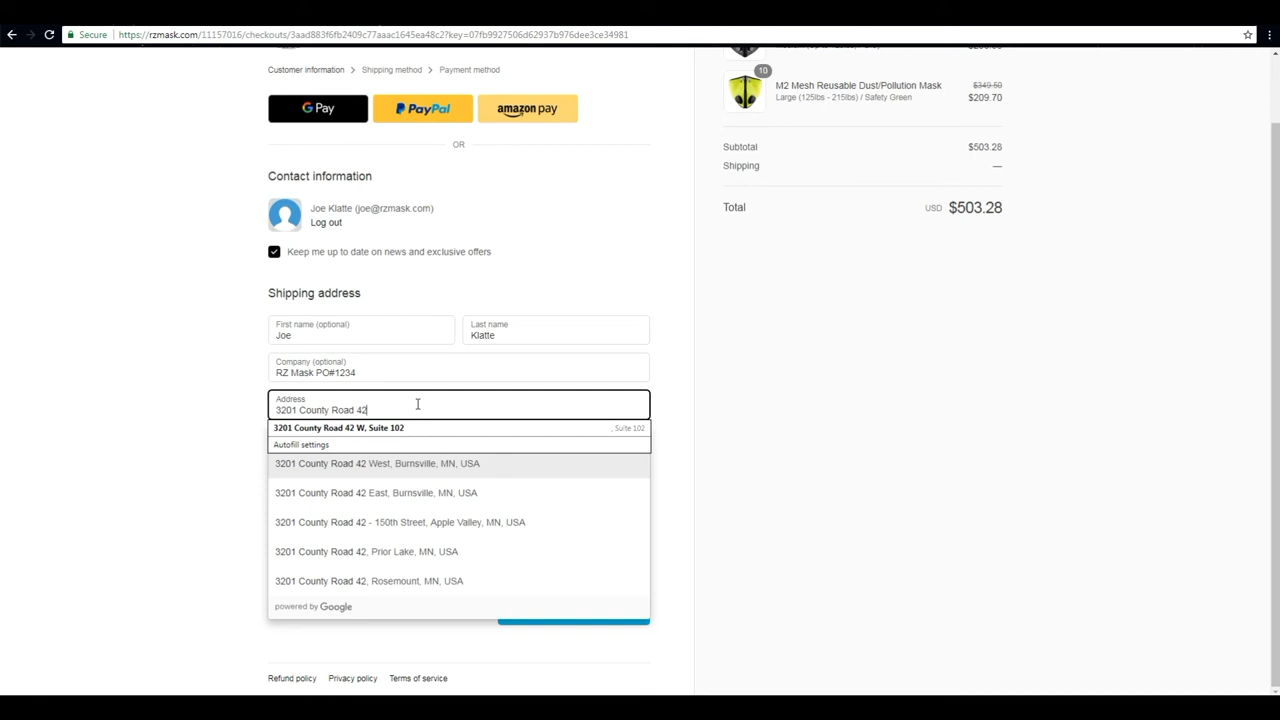 Secure https://rzmask.com/11157016/checkouts/3aad883f6fb2409c77aaac1645ea48c2?key=07fb9927506d62937b976dee3ce34981
Customer information > Shipping method > Payment method
G Pay PayPal amazon pay
OR
Contact information
Joe Klatte (joe@rzmask.com)
Log out
Keep me up to date on news and exclusive offers
Shipping address
First name (optional)
Joe
Last name
Klatte
Company (optional)
RZ Mask PO#1234
Address
3201 County Road 42
3201 County Road 42 W, Suite 102 , Suite 102
Autofill settings
3201 County Road 42 West, Burnsville, MN, USA
3201 County Road 42 East, Burnsville, MN, USA
3201 County Road 42 - 150th Street, Apple Valley, MN, USA
3201 County Road 42, Prior Lake, MN, USA
3201 County Road 42, Rosemount, MN, USA
powered by Google
Refund policy Privacy policy Terms of service
10
M2 Mesh Reusable Dust/Pollution Mask $349.50
Large (125lbs - 215lbs) / Safety Green $209.70
Subtotal $503.28
Shipping —
Total USD $503.28